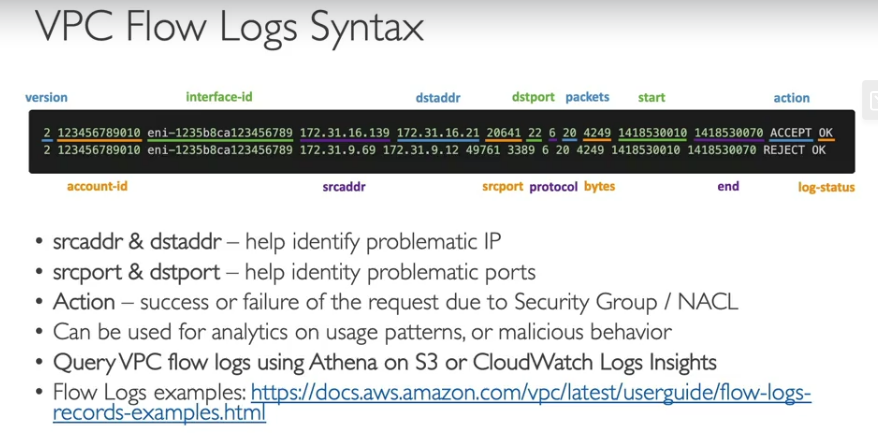 VPC Flow Logs Syntax
version interface-id dstaddr dstport packets start action
2 123456789010 eni-1235b8ca123456789 172.31.16.139 172.31.16.21 20641 22 6 20 4249 1418530010 1418530070 ACCEPT OK
2 123456789010 eni-1235b8ca123456789 172.31.9.69 172.31.9.12 49761 3389 6 20 4249 1418530010 1418530070 REJECT OK
account-id srcaddr srcport protocol bytes end log-status
• srcaddr & dstaddr – help identify problematic IP
• srcport & dstport – help identity problematic ports
• Action – success or failure of the request due to Security Group / NACL
• Can be used for analytics on usage patterns, or malicious behavior
• Query VPC flow logs using Athena on S3 or CloudWatch Logs Insights
• Flow Logs examples: https://docs.aws.amazon.com/vpc/latest/userguide/flow-logs-
records-examples.html